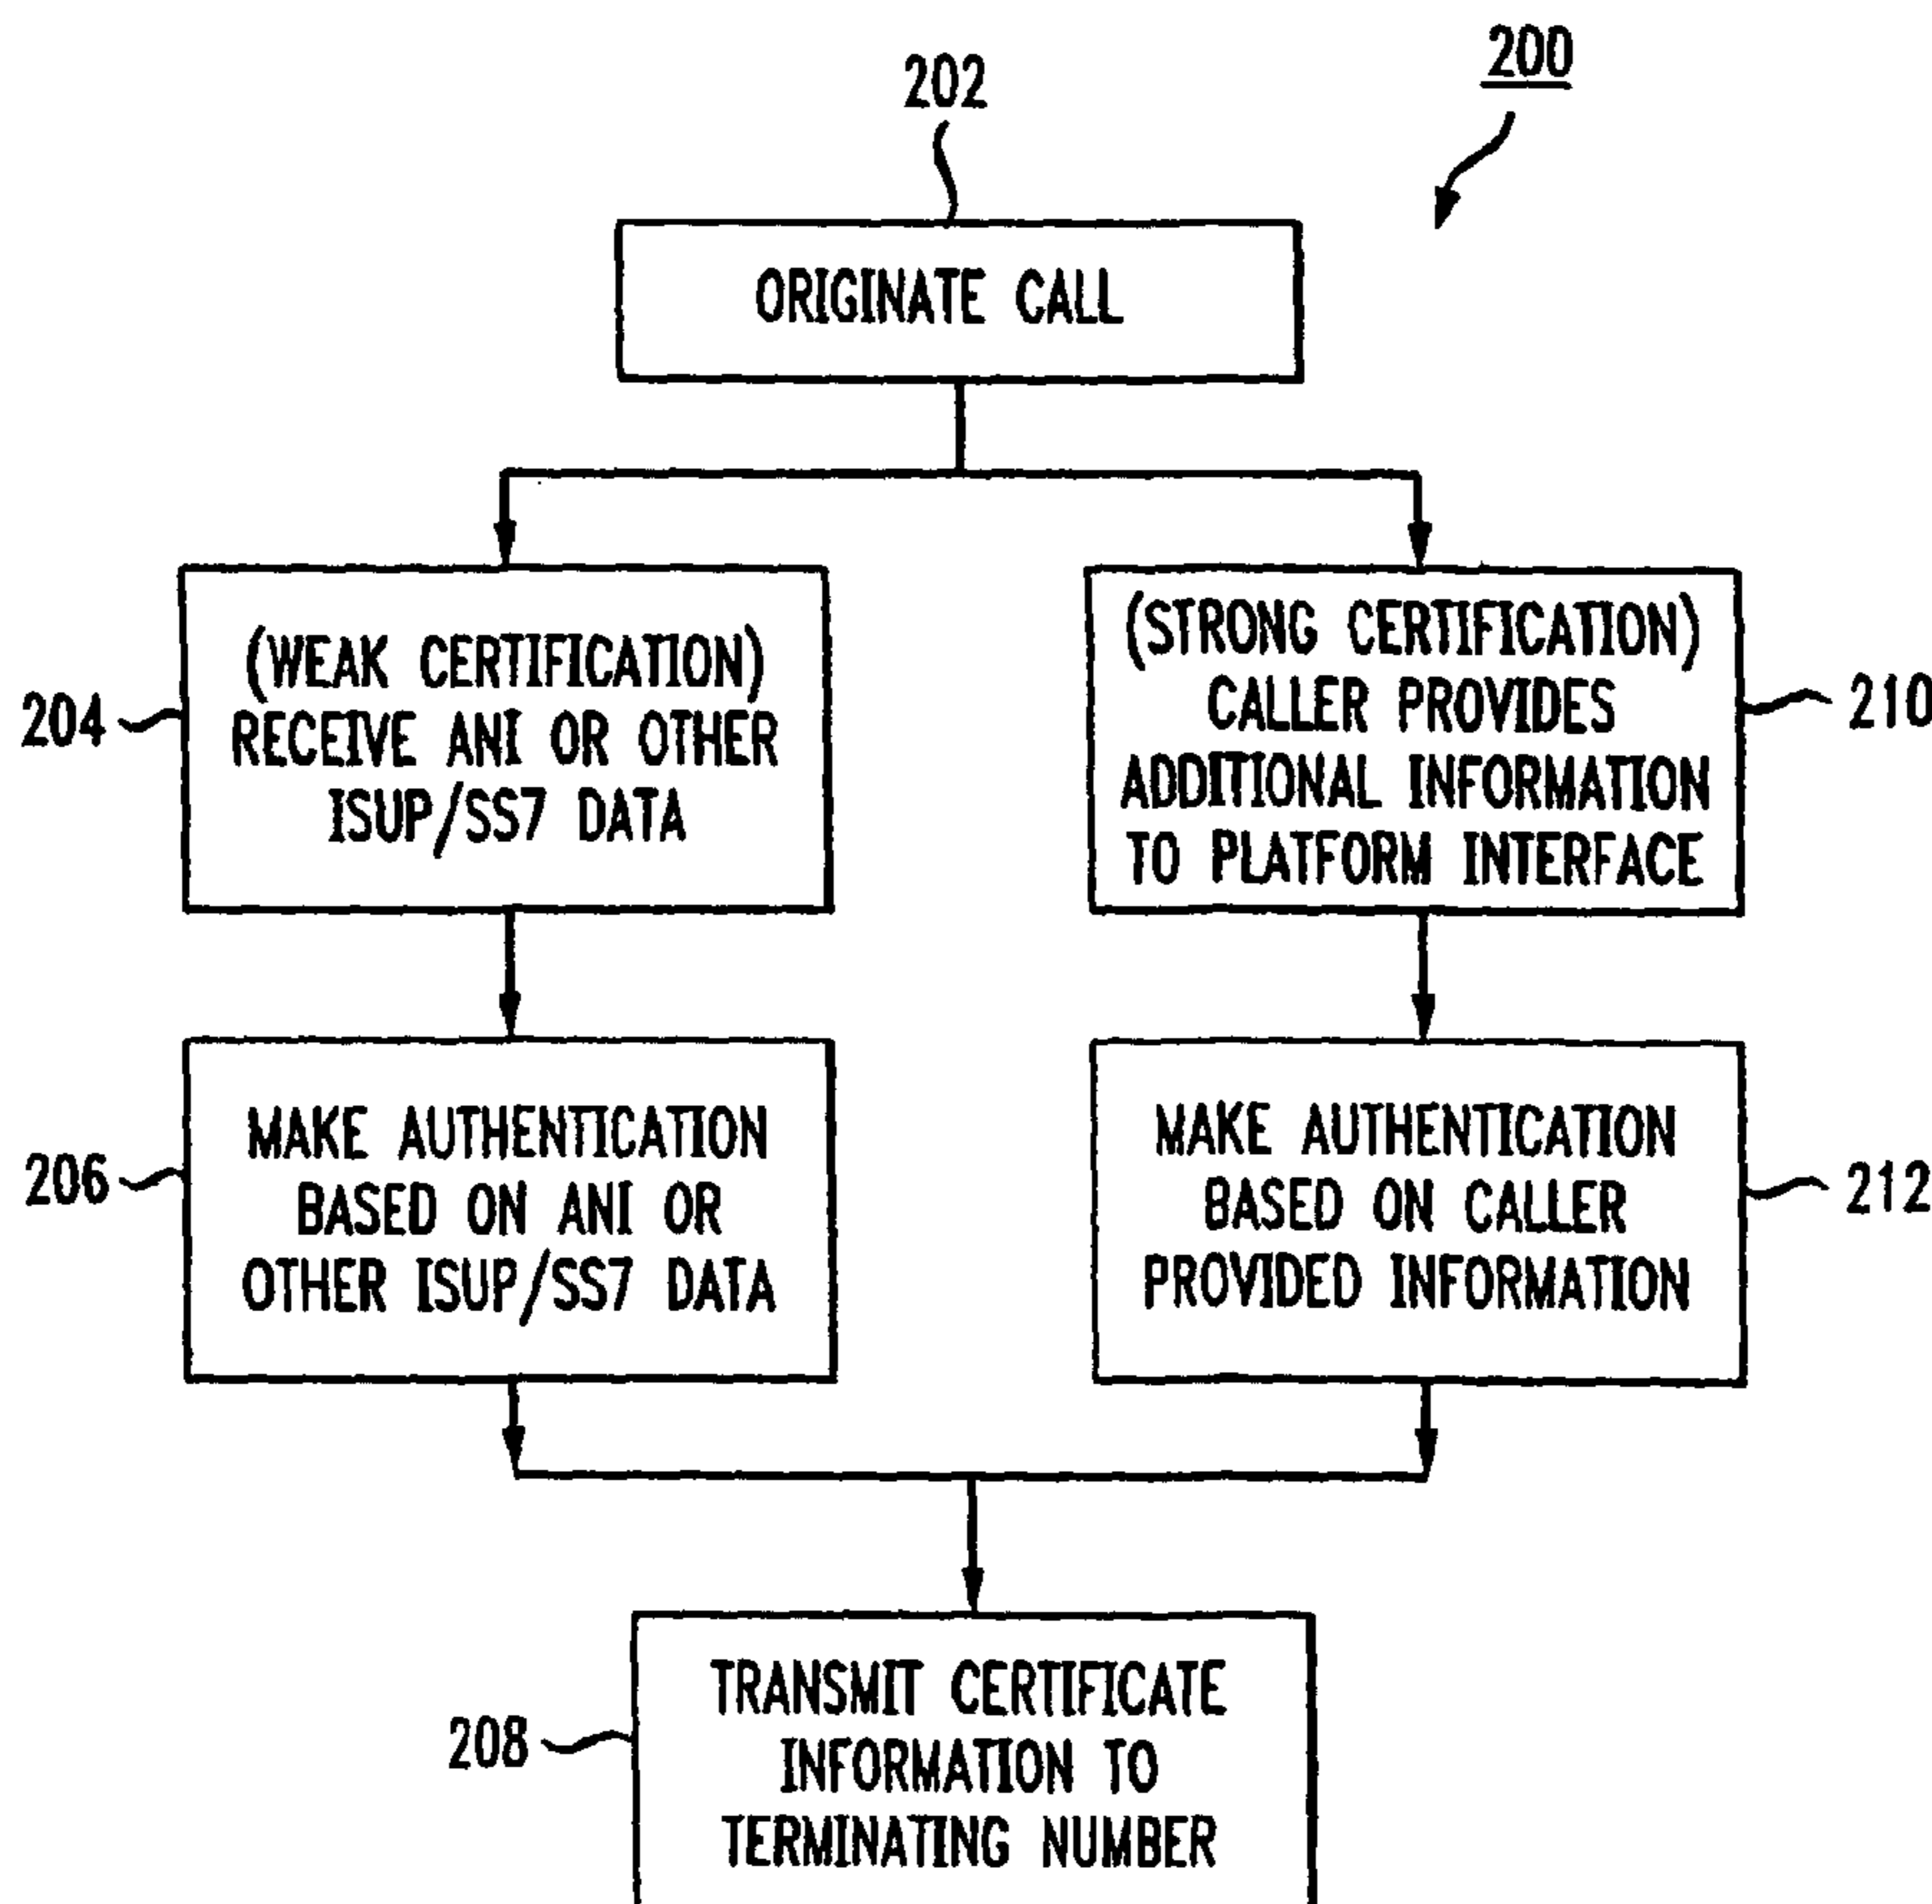 200
202
ORIGINATE CALL
204
(WEAK CERTIFICATION)
RECEIVE ANI OR OTHER
ISUP/SS7 DATA
(STRONG CERTIFICATION)
CALLER PROVIDES
ADDITIONAL INFORMATION
TO PLATFORM INTERFACE
210
206
MAKE AUTHENTICATION
BASED ON ANI OR
OTHER ISUP/SS7 DATA
MAKE AUTHENTICATION
BASED ON CALLER
PROVIDED INFORMATION
212
208
TRANSMIT CERTIFICATE
INFORMATION TO
TERMINATING NUMBER